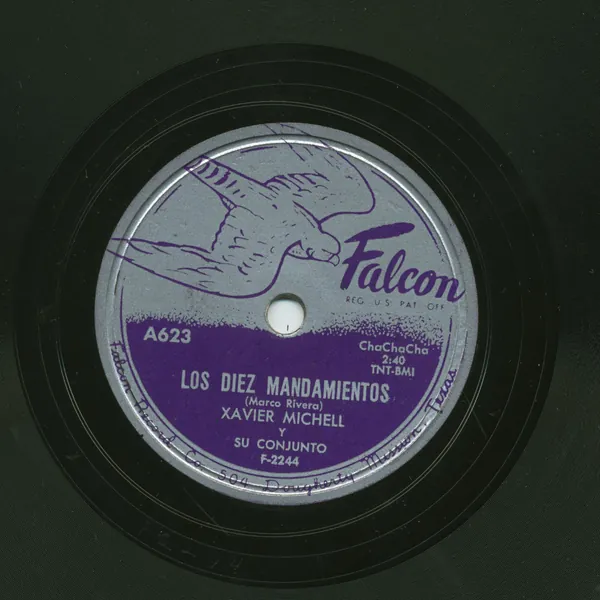 Falcon
REG. U.S. PAT. OFF.
A623
ChaChaCha
2:40
TNT-BMI
LOS DIEZ MANDAMIENTOS
(Marco Rivera)
XAVIER MICHELL
Y
SU CONJUNTO
F-2244
Falcon Record Co. 504 Dougherty Mission, Texas